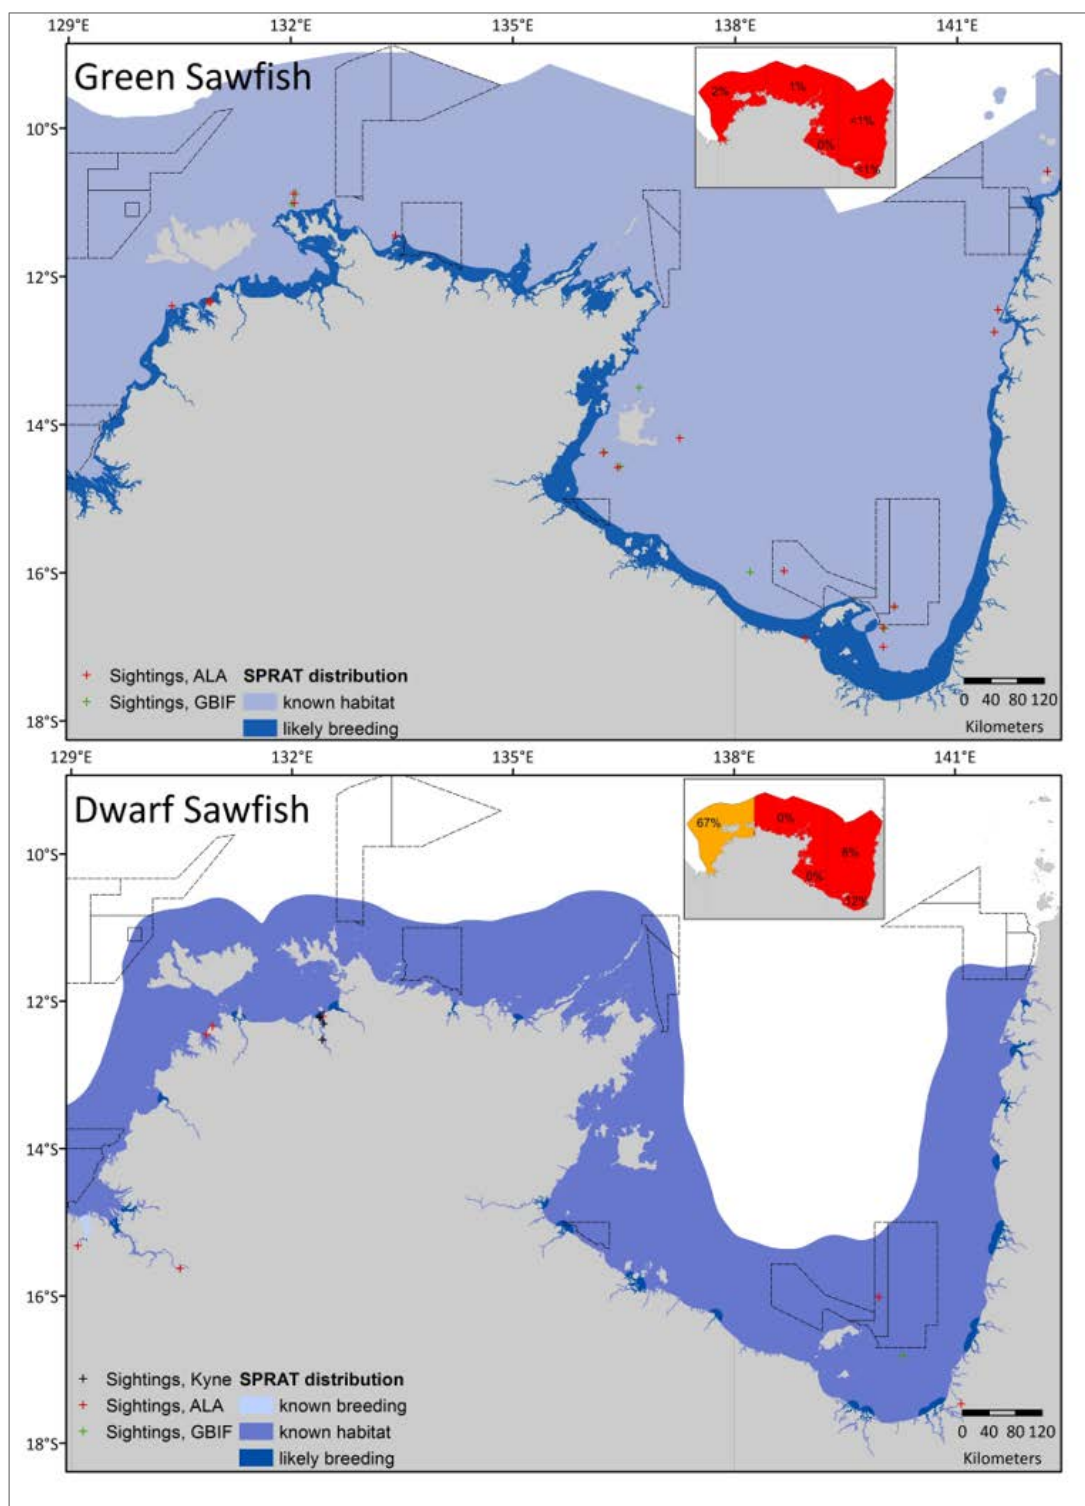 129°E 132°E 135°E 138°E 141°E
Green Sawfish
2% 1% <1% 0% <1%
10°S
12°S
14°S
16°S
18°S
+ Sightings, ALA SPRAT distribution
+ Sightings, GBIF known habitat
likely breeding
0 40 80 120
Kilometers
129°E 132°E 135°E 138°E 141°E
Dwarf Sawfish
67% 0% 0% 12%
10°S
12°S
14°S
16°S
18°S
+ Sightings, Kyne SPRAT distribution
+ Sightings, ALA known breeding
+ Sightings, GBIF known habitat
likely breeding
0 40 80 120
Kilometers